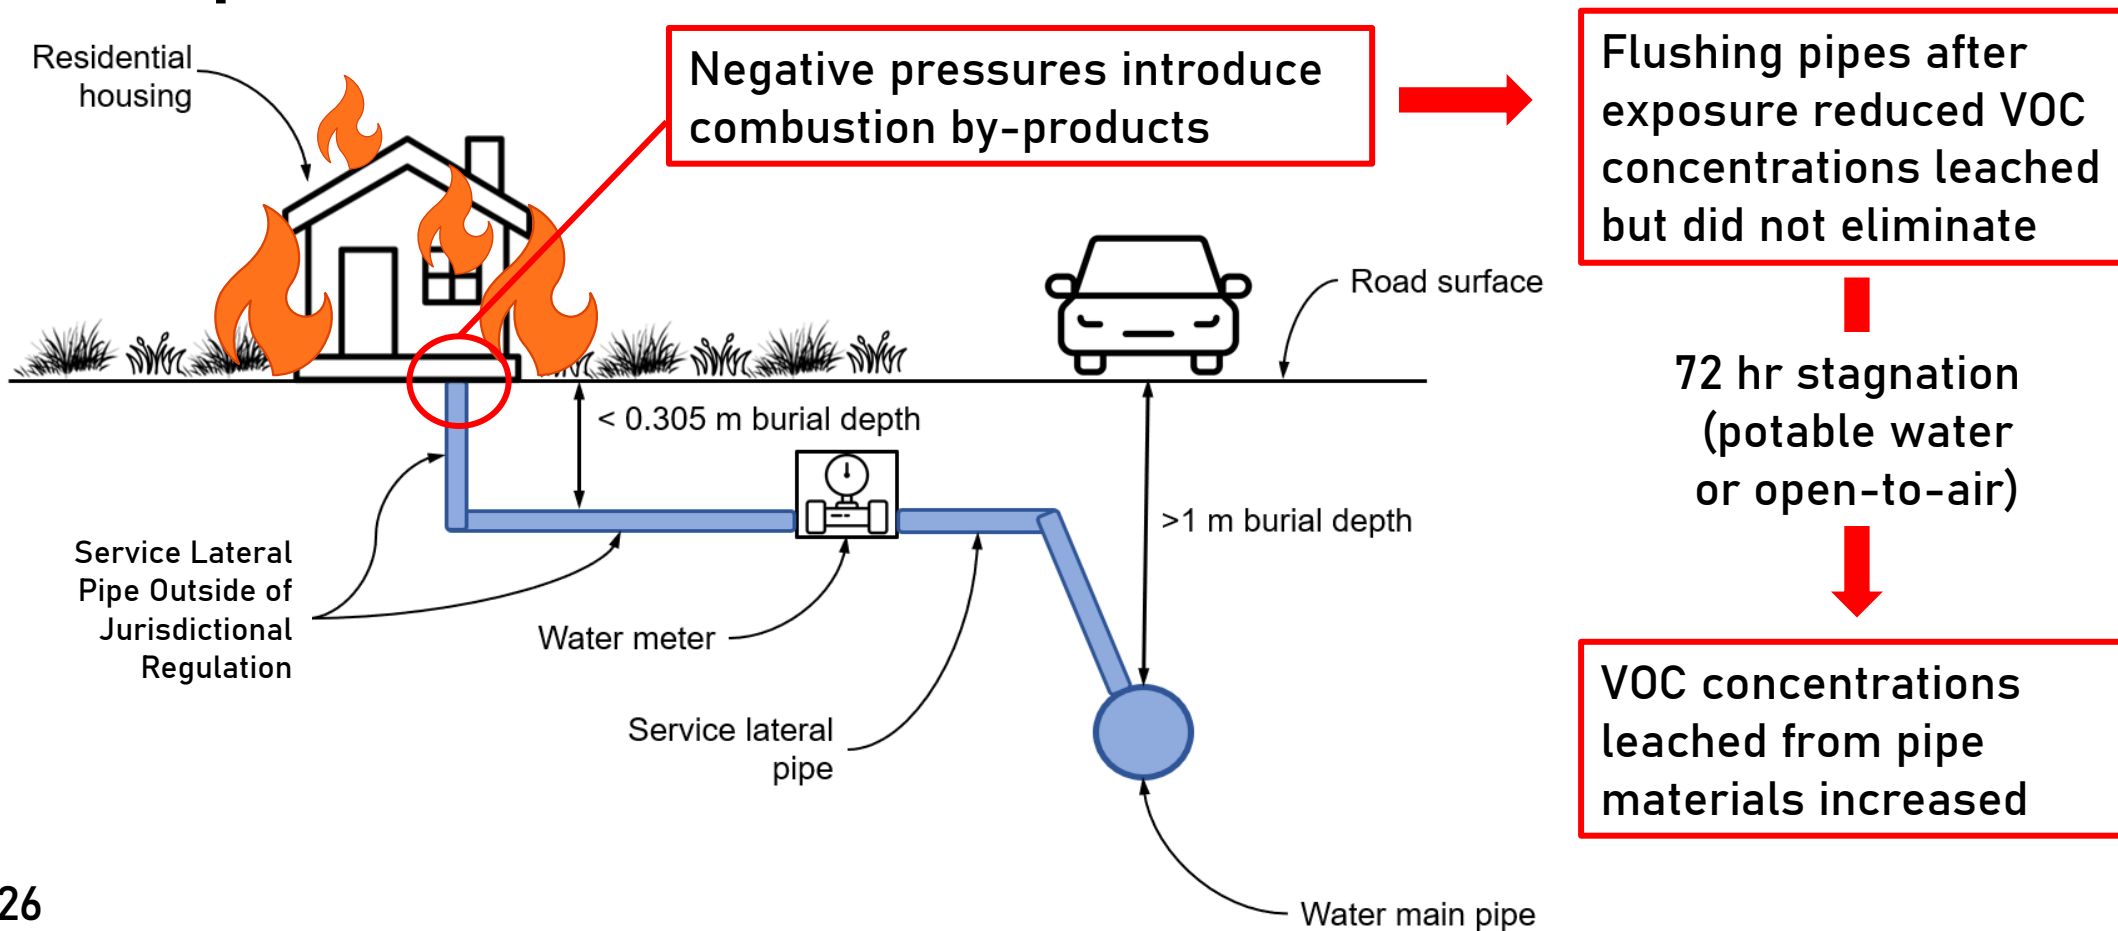 Residential
housing
Negative pressures introduce
combustion by-products
Flushing pipes after
exposure reduced VOC
concentrations leached
but did not eliminate
Road surface
72 hr stagnation
(potable water
or open-to-air)
< 0.305 m burial depth
>1 m burial depth
Service Lateral
Pipe Outside of
Jurisdictional
Regulation
Water meter
Service lateral
pipe
VOC concentrations
leached from pipe
materials increased
Water main pipe
26